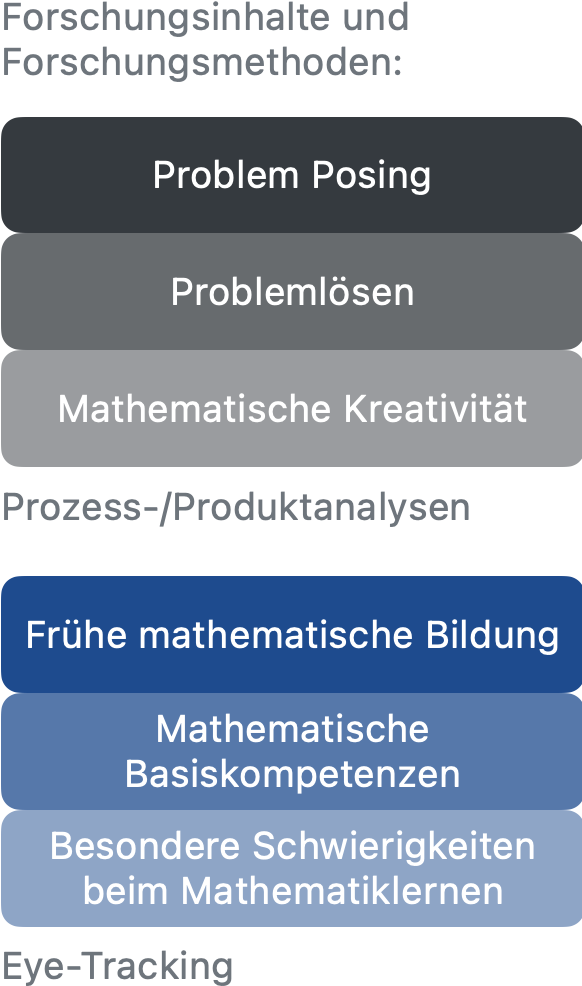 Forschungsinhalte und
Forschungsmethoden:
Problem Posing
Problemlösen
Mathematische Kreativität
Prozess-/Produktanalysen
Frühe mathematische Bildung
Mathematische
Basiskompetenzen
Besondere Schwierigkeiten
beim Mathematiklernen
Eye-Tracking